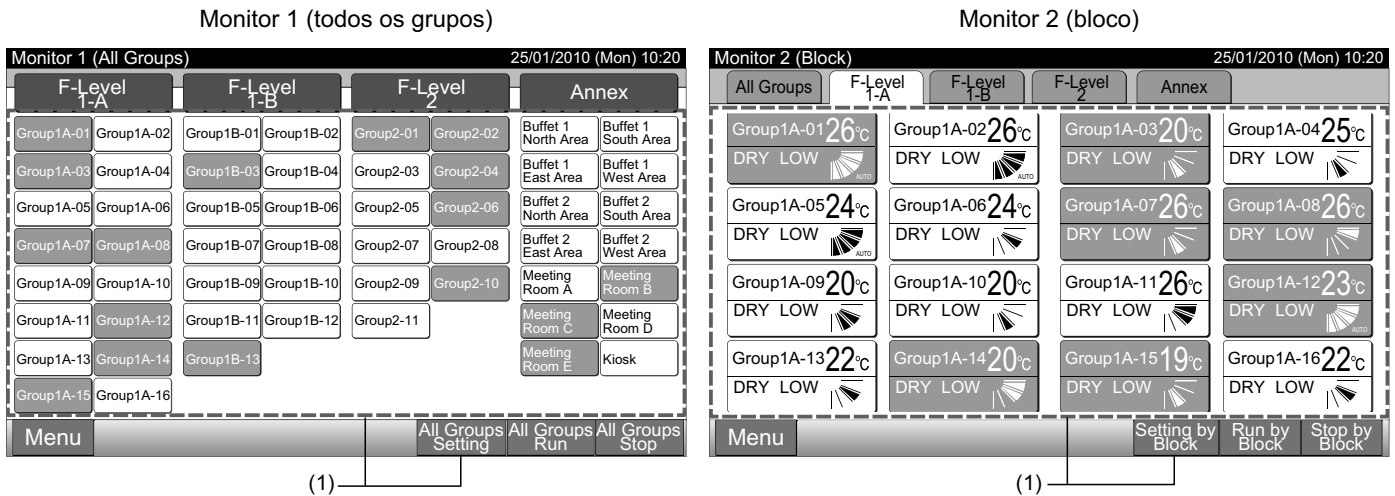 Monitor 1 (todos os grupos)
Monitor 1 (All Groups) 25/01/2010 (Mon) 10:20
F-Level 1-A F-Level 1-B F-Level 2 Annex
Group1A-01 Group1A-02 Group1B-01 Group1B-02 Group2-01 Group2-02 Buffet 1 North Area Buffet 1 South Area
Group1A-03 Group1A-04 Group1B-03 Group1B-04 Group2-03 Group2-04 Buffet 1 East Area Buffet 1 West Area
Group1A-05 Group1A-06 Group1B-05 Group1B-06 Group2-05 Group2-06 Buffet 2 North Area Buffet 2 South Area
Group1A-07 Group1A-08 Group1B-07 Group1B-08 Group2-07 Group2-08 Buffet 2 East Area Buffet 2 West Area
Group1A-09 Group1A-10 Group1B-09 Group1B-10 Group2-09 Group2-10 Meeting Room A Meeting Room B
Group1A-11 Group1A-12 Group1B-11 Group1B-12 Group2-11 Meeting Room C Meeting Room D
Group1A-13 Group1A-14 Group1B-13 Meeting Room E Kiosk
Group1A-15 Group1A-16
Menu All Groups Setting All Groups Run All Groups Stop
(1)
Monitor 2 (bloco)
Monitor 2 (Block) 25/01/2010 (Mon) 10:20
All Groups F-Level 1-A F-Level 1-B F-Level 2 Annex
Group1A-01 26°C Group1A-02 26°C Group1A-03 20°C Group1A-04 25°C
DRY LOW AUTO DRY LOW AUTO DRY LOW DRY LOW
Group1A-05 24°C Group1A-06 24°C Group1A-07 26°C Group1A-08 26°C
DRY LOW AUTO DRY LOW DRY LOW DRY LOW
Group1A-09 20°C Group1A-10 20°C Group1A-11 26°C Group1A-12 23°C
DRY LOW DRY LOW DRY LOW DRY LOW AUTO
Group1A-13 22°C Group1A-14 20°C Group1A-15 19°C Group1A-16 22°C
DRY LOW DRY LOW DRY LOW DRY LOW
Menu Setting by Block Run by Block Stop by Block
(1)